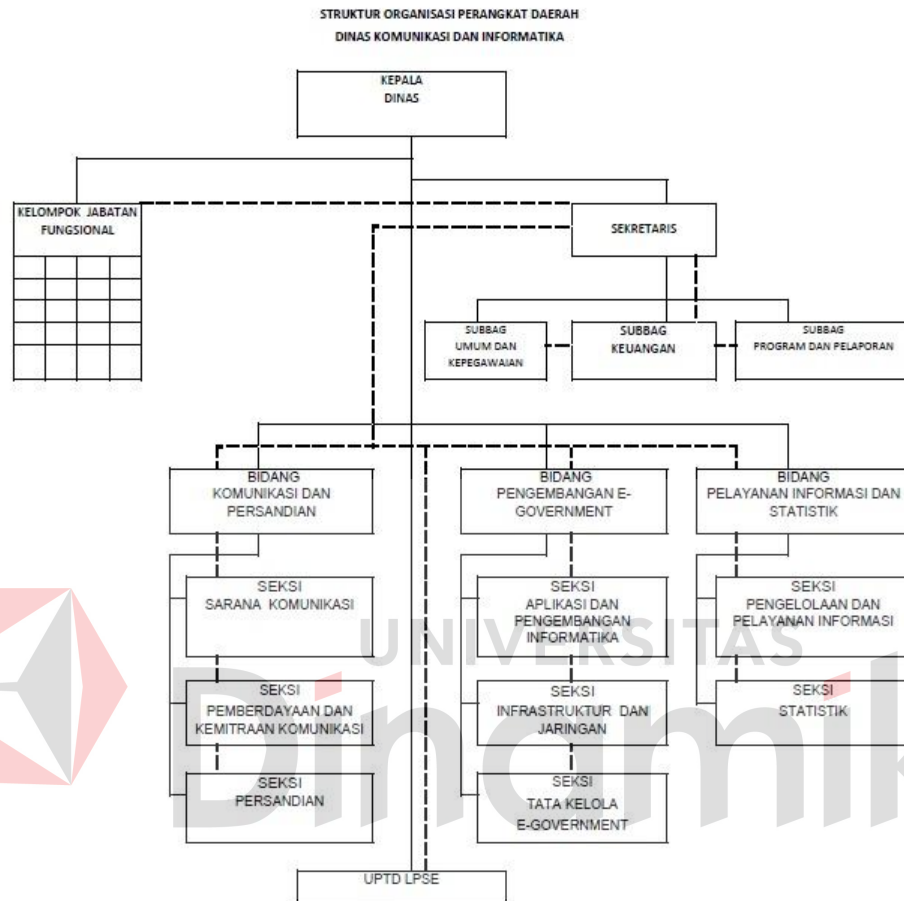 STRUKTUR ORGANISASI PERANGKAT DAERAH
DINAS KOMUNIKASI DAN INFORMATIKA
KEPALA
DINAS
KELOMPOK JABATAN
FUNGSIONAL
SEKRETARIS
SUBBAG
UMUM DAN
KEPEGAWAIAN
SUBBAG
KEUANGAN
SUBBAG
PROGRAM DAN PELAPORAN
BIDANG
KOMUNIKASI DAN
PERSANDIAN
BIDANG
PENGEMBANGAN E-
GOVERNMENT
BIDANG
PELAYANAN INFORMASI DAN
STATISTIK
SEKSI
SARANA KOMUNIKASI
SEKSI
APLIKASI DAN
PENGEMBANGAN
INFORMATIKA
SEKSI
PENGELOLAAN DAN
PELAYANAN INFORMASI
UNIVERSITAS
Dinamik
SEKSI
PEMBERDAYAAN DAN
KEMITRAAN KOMUNIKASI
SEKSI
INFRASTRUKTUR DAN
JARINGAN
SEKSI
STATISTIK
SEKSI
PERSANDIAN
SEKSI
TATA KELOLA
E-GOVERNMENT
UPTD LPSE